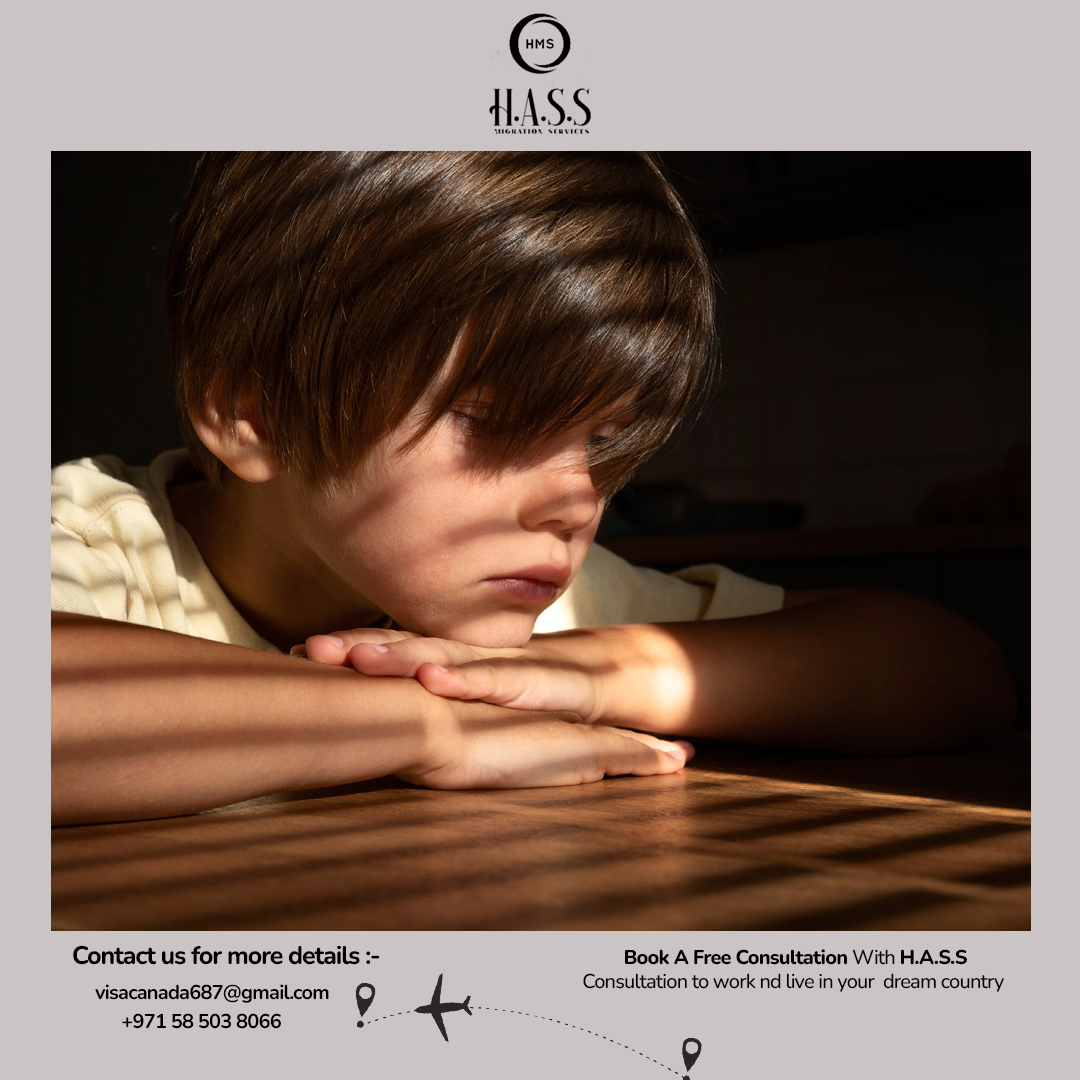 HMS
H.A.S.S
MIGRATION SERVICES
Contact us for more details :-
visacanada687@gmail.com
+971 58 503 8066
Book A Free Consultation With H.A.S.S
Consultation to work nd live in your dream country